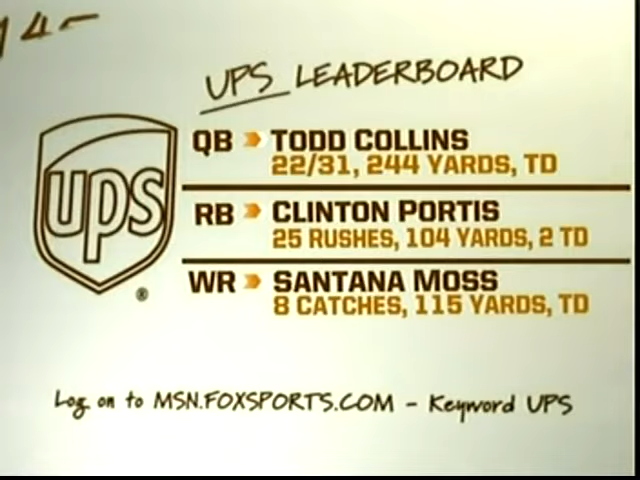 14-
UPS LEADERBOARD
QB TODD COLLINS
22/31, 244 YARDS, TD
RB CLINTON PORTIS
25 RUSHES, 104 YARDS, 2 TD
WR SANTANA MOSS
8 CATCHES, 115 YARDS, TD
ups
®
Log on to MSN.FOXSPORTS.COM - Keyword UPS